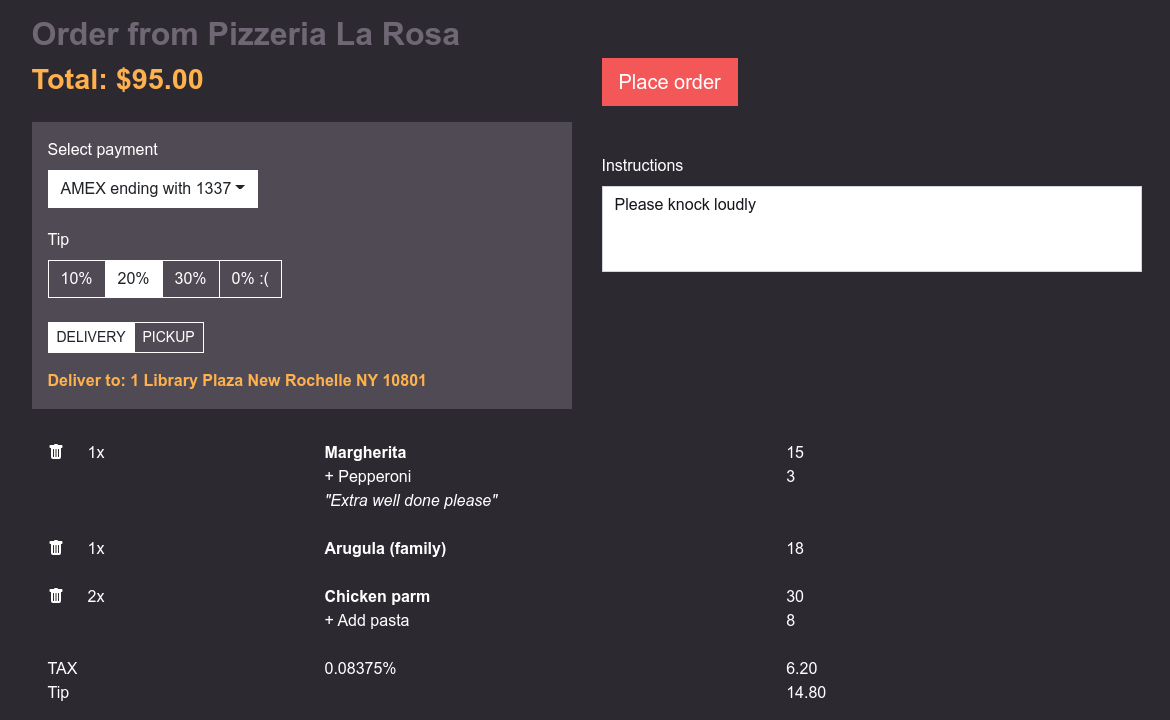 Order from Pizzeria La Rosa
Total: $95.00
Place order
Select payment
AMEX ending with 1337
Tip
10% 20% 30% 0% :(
DELIVERY PICKUP
Deliver to: 1 Library Plaza New Rochelle NY 10801
Instructions
Please knock loudly
1x Margherita 15
+ Pepperoni 3
"Extra well done please"
1x Arugula (family) 18
2x Chicken parm 30
+ Add pasta 8
TAX 0.08375% 6.20
Tip 14.80